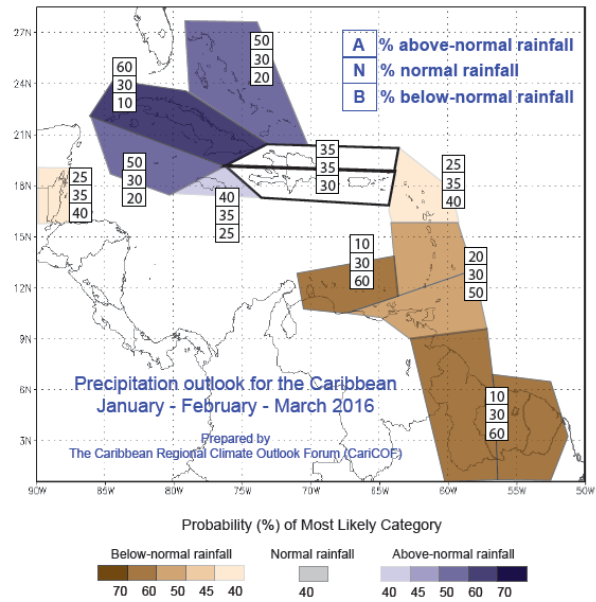 A % above-normal rainfall
N % normal rainfall
B % below-normal rainfall
27N
24N
21N
18N
15N
12N
9N
6N
3N
60
30
10
50
30
20
50
30
20
25
35
40
40
35
25
35
35
30
25
35
40
10
30
60
20
30
50
10
30
60
Precipitation outlook for the Caribbean
January - February - March 2016
Prepared by
The Caribbean Regional Climate Outlook Forum (CariCOF)
90W 85W 80W 75W 70W 65W 60W 55W 50W
Probability (%) of Most Likely Category
Below-normal rainfall Normal rainfall Above-normal rainfall
70 60 50 45 40 40 40 45 50 60 70